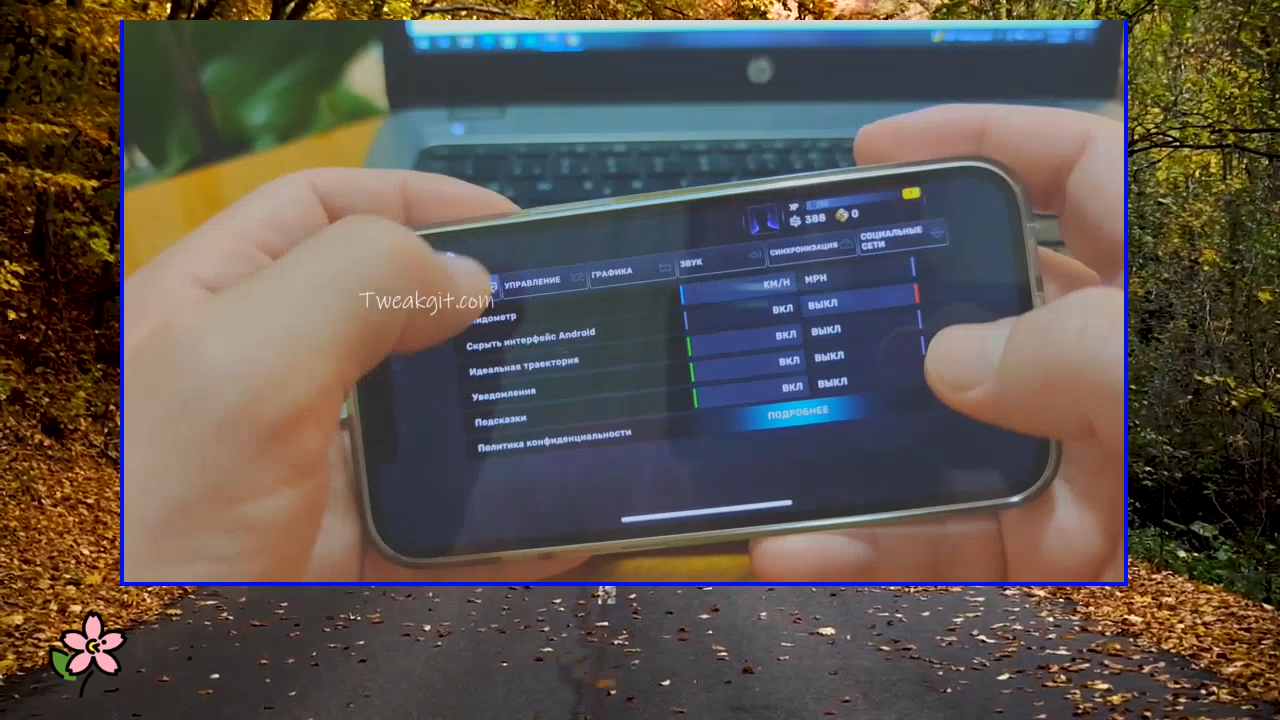 XP
388 0
УПРАВЛЕНИЕ ГРАФИКА ЗВУК СИНХРОНИЗАЦИЯ СОЦИАЛЬНЫЕ СЕТИ
Tweakgit.com
KM/H MPH
Скрыть интерфейс Android ВКЛ ВЫКЛ
Идеальная траектория ВКЛ ВЫКЛ
Уведомления ВКЛ ВЫКЛ
Подсказки ВКЛ ВЫКЛ
Политика конфиденциальности ПОДРОБНЕЕ